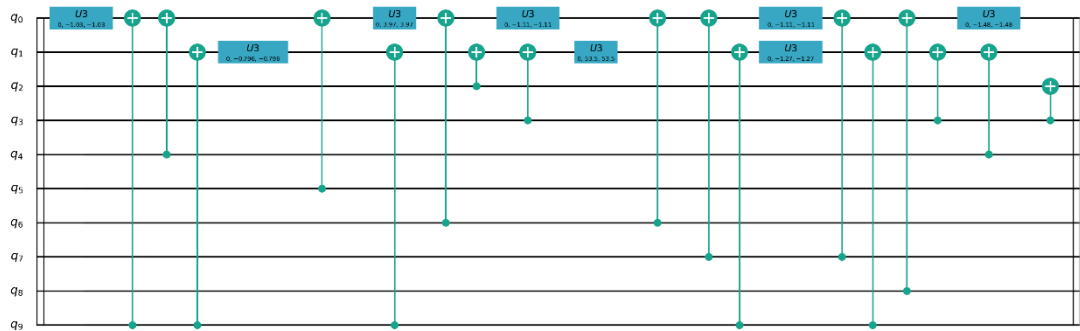 q0 U3 U3 U3 U3 U3
0, −1.03, −1.03 0, 3.97, 3.97 0, −1.11, −1.11 0, −1.11, −1.11 0, −1.48, −1.48
q1 U3 U3 U3
0, −0.796, −0.796 0, 53.5, 53.5 0, −1.27, −1.27
q2
q3
q4
q5
q6
q7
q8
q9